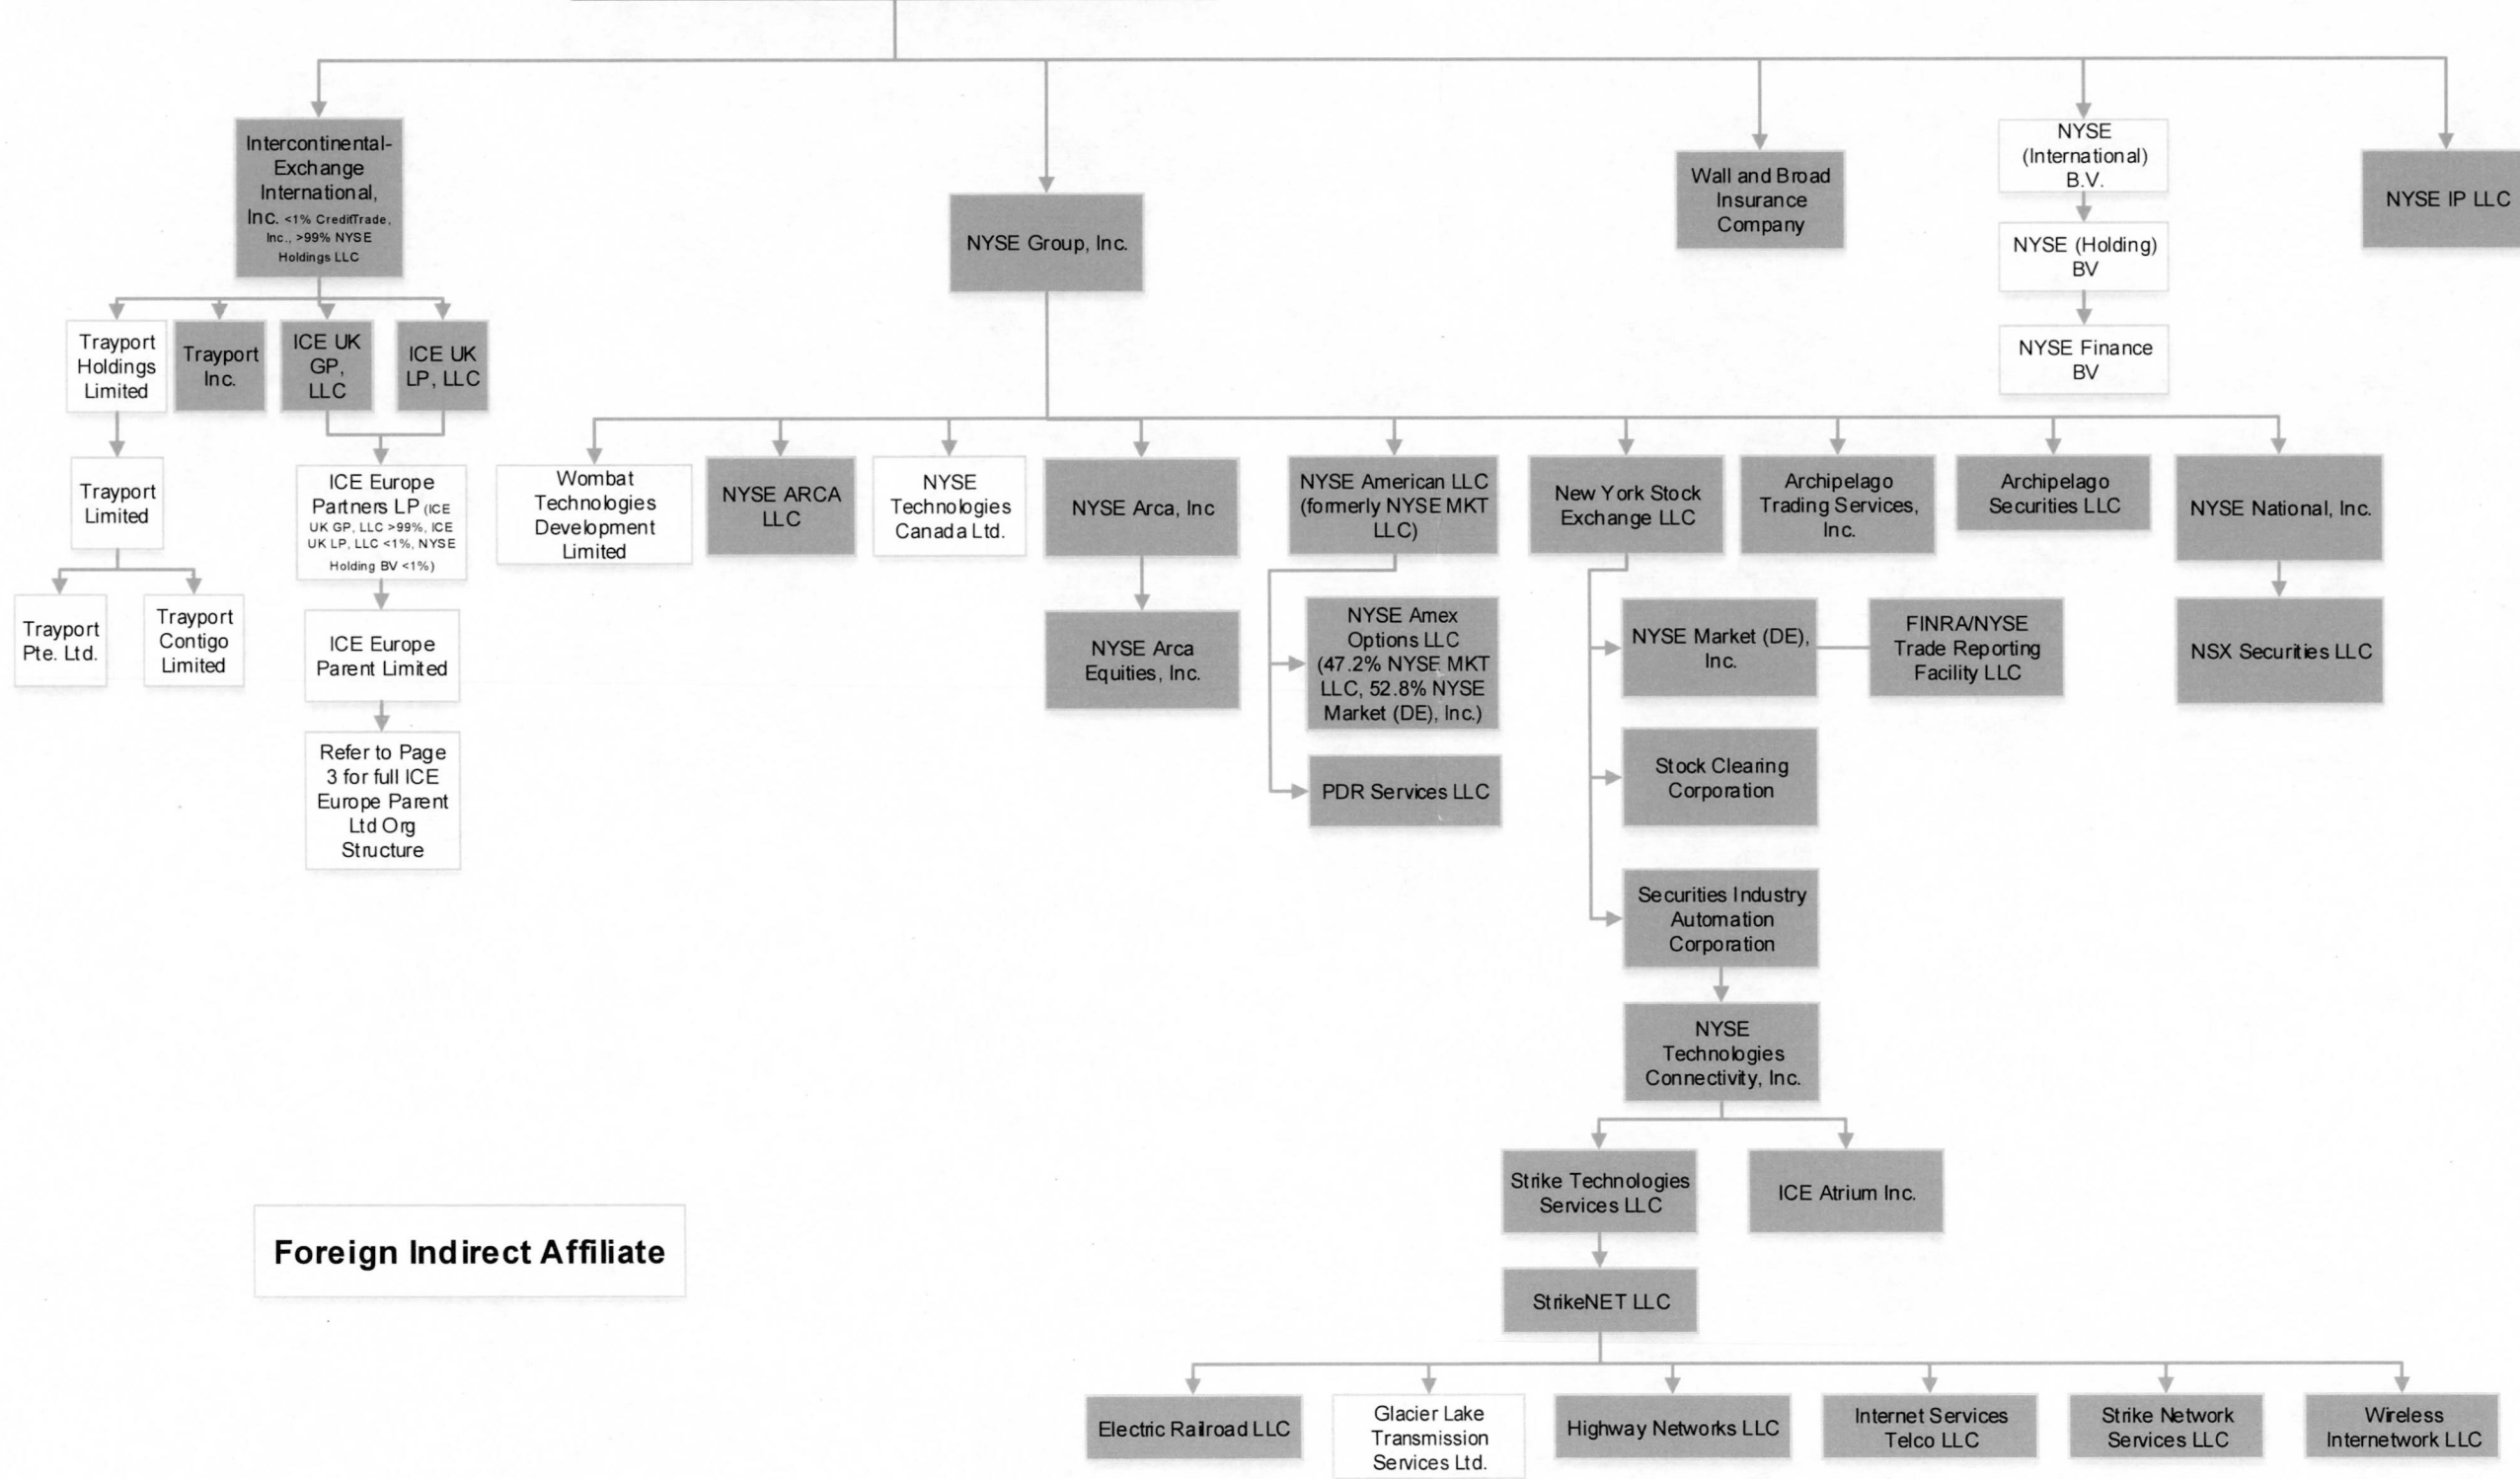 Intercontinental-
Exchange
International,
Inc. <1% CreditTrade,
Inc., >99% NYSE
Holdings LLC
NYSE Group, Inc.
Wall and Broad
Insurance
Company
NYSE
(International)
B.V.
NYSE (Holding)
BV
NYSE Finance
BV
NYSE IP LLC
Trayport
Holdings
Limited
Trayport
Inc.
ICE UK
GP,
LLC
ICE UK
LP, LLC
Trayport
Limited
Trayport
Pte. Ltd.
Trayport
Contigo
Limited
ICE Europe
Partners LP (ICE
UK GP, LLC >99%, ICE
UK LP, LLC <1%, NYSE
Holding BV <1%)
ICE Europe
Parent Limited
Refer to Page
3 for full ICE
Europe Parent
Ltd Org
Structure
Wombat
Technologies
Development
Limited
NYSE ARCA
LLC
NYSE
Technologies
Canada Ltd.
NYSE Arca, Inc
NYSE Arca
Equities, Inc.
NYSE American LLC
(formerly NYSE MKT
LLC)
NYSE Amex
Options LLC
(47.2% NYSE MKT
LLC, 52.8% NYSE
Market (DE), Inc.)
PDR Services LLC
New York Stock
Exchange LLC
NYSE Market (DE),
Inc.
FINRA/NYSE
Trade Reporting
Facility LLC
Stock Clearing
Corporation
Securities Industry
Automation
Corporation
NYSE
Technologies
Connectivity, Inc.
Archipelago
Trading Services,
Inc.
Archipelago
Securities LLC
NYSE National, Inc.
NSX Securities LLC
Strike Technologies
Services LLC
ICE Atrium Inc.
StrikeNET LLC
Foreign Indirect Affiliate
Electric Railroad LLC
Glacier Lake
Transmission
Services Ltd.
Highway Networks LLC
Internet Services
Telco LLC
Strike Network
Services LLC
Wireless
Internetwork LLC